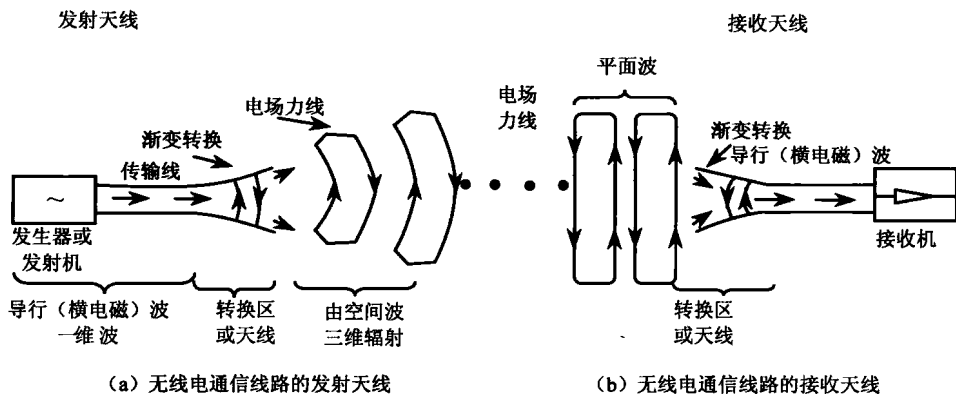 发射天线
接收天线
平面波
电场力线
电场
力线
渐变转换
渐变转换
传输线
导行（横电磁）波
~
发生器或
发射机
接收机
导行（横电磁）波
一维波
转换区
或天线
由空间波
三维辐射
转换区
或天线
（a）无线电通信线路的发射天线
（b）无线电通信线路的接收天线